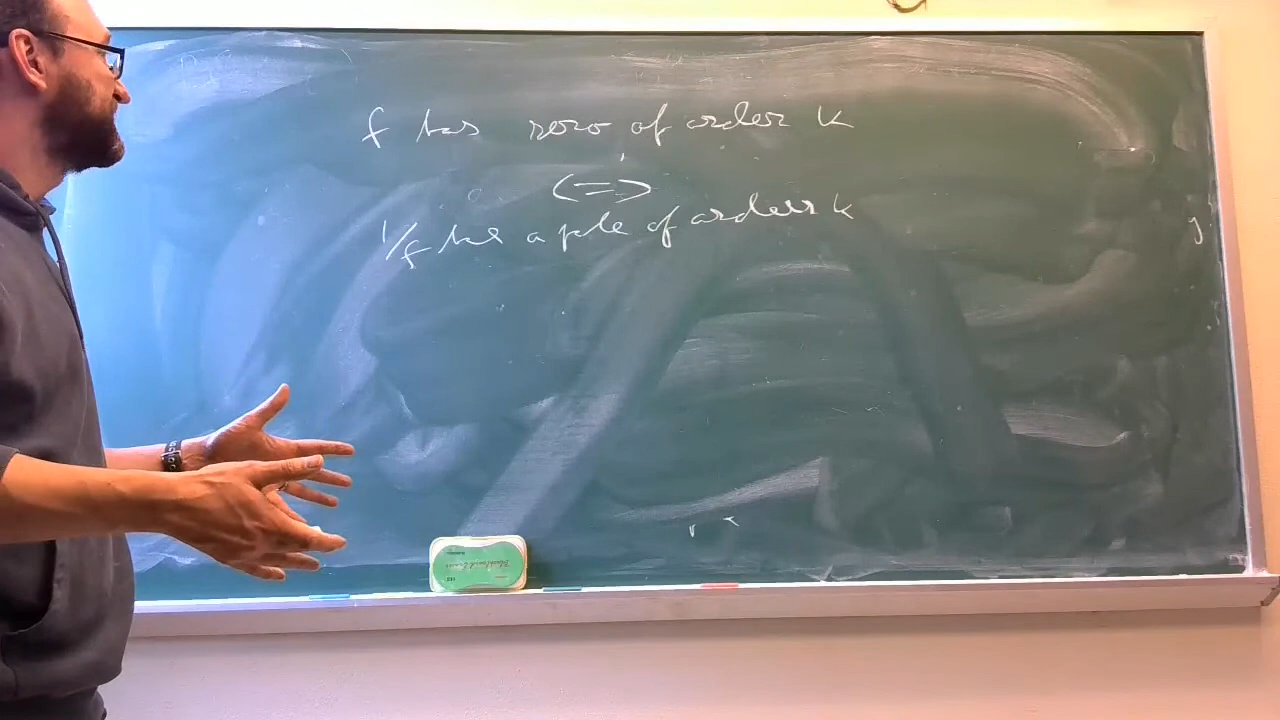 f has zero of order k
<=>
1/f has a pole of order k